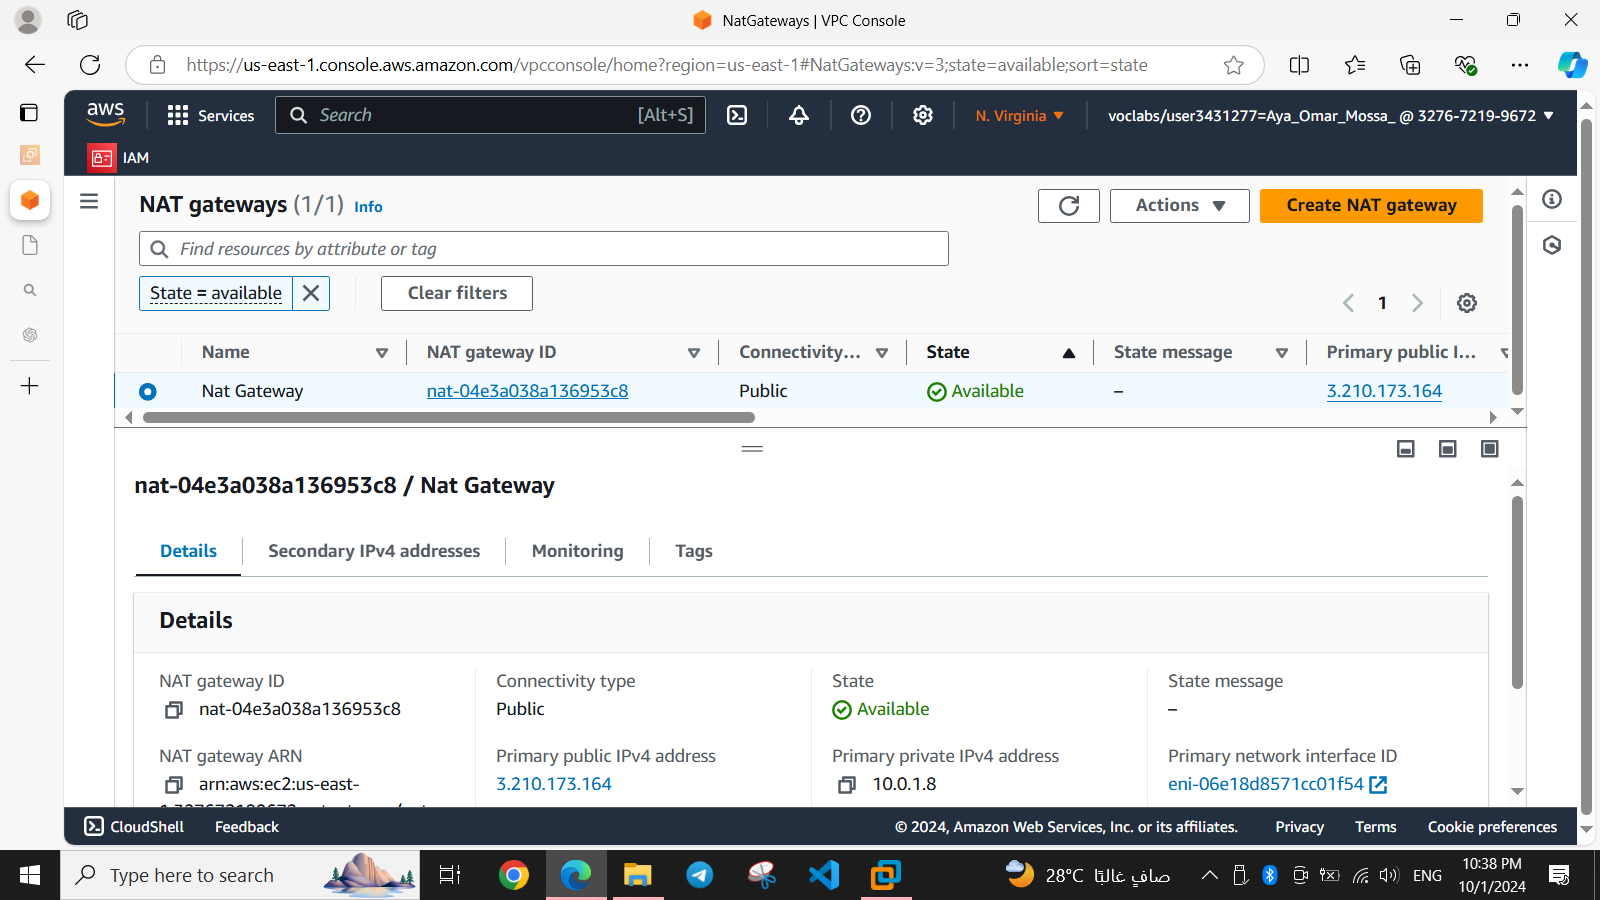 NatGateways | VPC Console
https://us-east-1.console.aws.amazon.com/vpcconsole/home?region=us-east-1#NatGateways:v=3;state=available;sort=state
aws
Services
Search
[Alt+S]
N. Virginia
voclabs/user3431277=Aya_Omar_Mossa_ @ 3276-7219-9672
IAM
NAT gateways (1/1) Info
Actions
Create NAT gateway
Find resources by attribute or tag
State = available
Clear filters
1
Name
NAT gateway ID
Connectivity...
State
State message
Primary public I...
Nat Gateway
nat-04e3a038a136953c8
Public
Available
–
3.210.173.164
nat-04e3a038a136953c8 / Nat Gateway
Details
Secondary IPv4 addresses
Monitoring
Tags
Details
NAT gateway ID
nat-04e3a038a136953c8
Connectivity type
Public
State
Available
State message
–
NAT gateway ARN
arn:aws:ec2:us-east-
Primary public IPv4 address
3.210.173.164
Primary private IPv4 address
10.0.1.8
Primary network interface ID
eni-06e18d8571cc01f54
CloudShell
Feedback
© 2024, Amazon Web Services, Inc. or its affiliates.
Privacy
Terms
Cookie preferences
Type here to search
28°C
صافٍ غالبًا
ENG
10:38 PM
10/1/2024